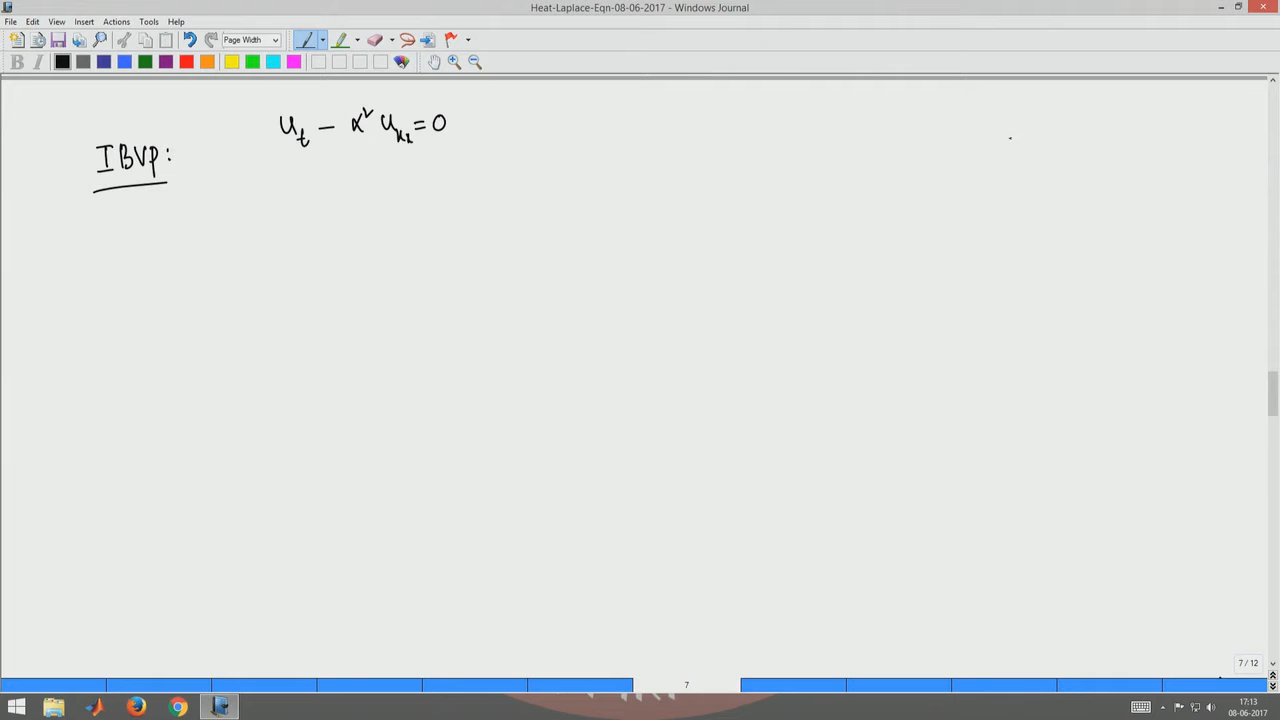 Heat-Laplace-Eqn-08-06-2017 - Windows Journal
File Edit View Insert Actions Tools Help
Page Width
B I
u_t - α² u_xx = 0
IBVP:
7 / 12
7
17:13
08-06-2017